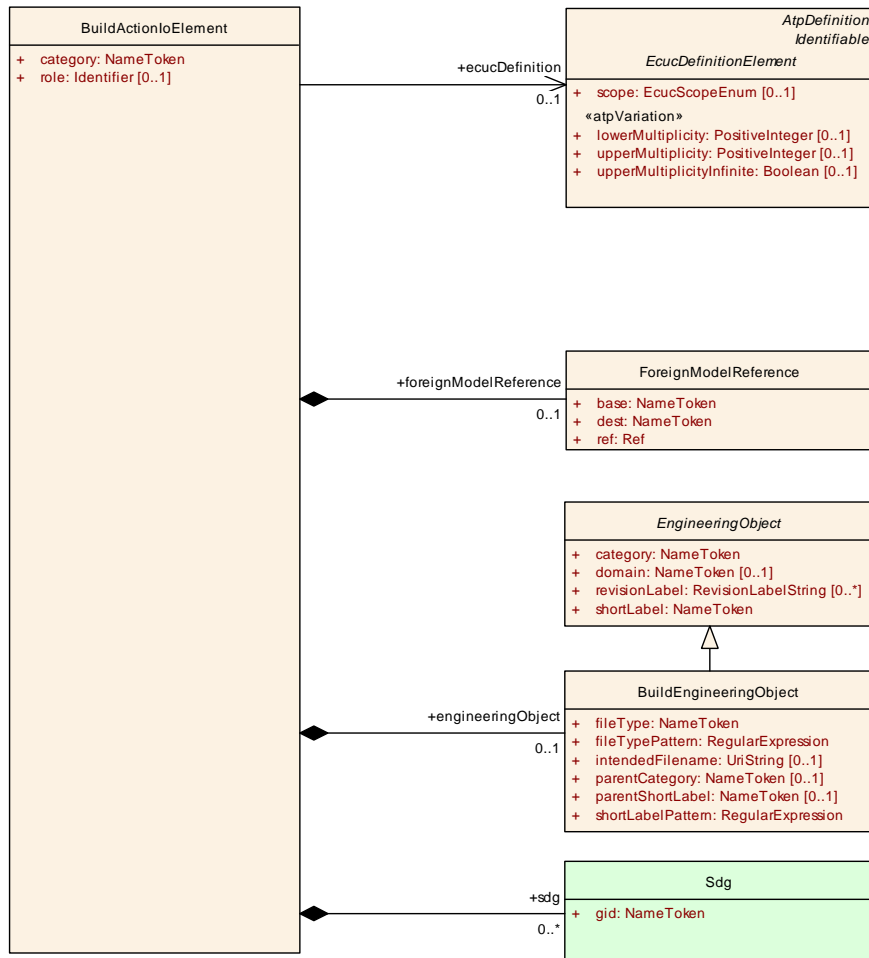 BuildActionIoElement
+ category: NameToken
+ role: Identifier [0..1]
+ecucDefinition
0..1
AtpDefinition
Identifiable
EcucDefinitionElement
+ scope: EcucScopeEnum [0..1]
«atpVariation»
+ lowerMultiplicity: PositiveInteger [0..1]
+ upperMultiplicity: PositiveInteger [0..1]
+ upperMultiplicityInfinite: Boolean [0..1]
+foreignModelReference
0..1
ForeignModelReference
+ base: NameToken
+ dest: NameToken
+ ref: Ref
EngineeringObject
+ category: NameToken
+ domain: NameToken [0..1]
+ revisionLabel: RevisionLabelString [0..*]
+ shortLabel: NameToken
+engineeringObject
0..1
BuildEngineeringObject
+ fileType: NameToken
+ fileTypePattern: RegularExpression
+ intendedFilename: UriString [0..1]
+ parentCategory: NameToken [0..1]
+ parentShortLabel: NameToken [0..1]
+ shortLabelPattern: RegularExpression
+sdg
0..*
Sdg
+ gid: NameToken